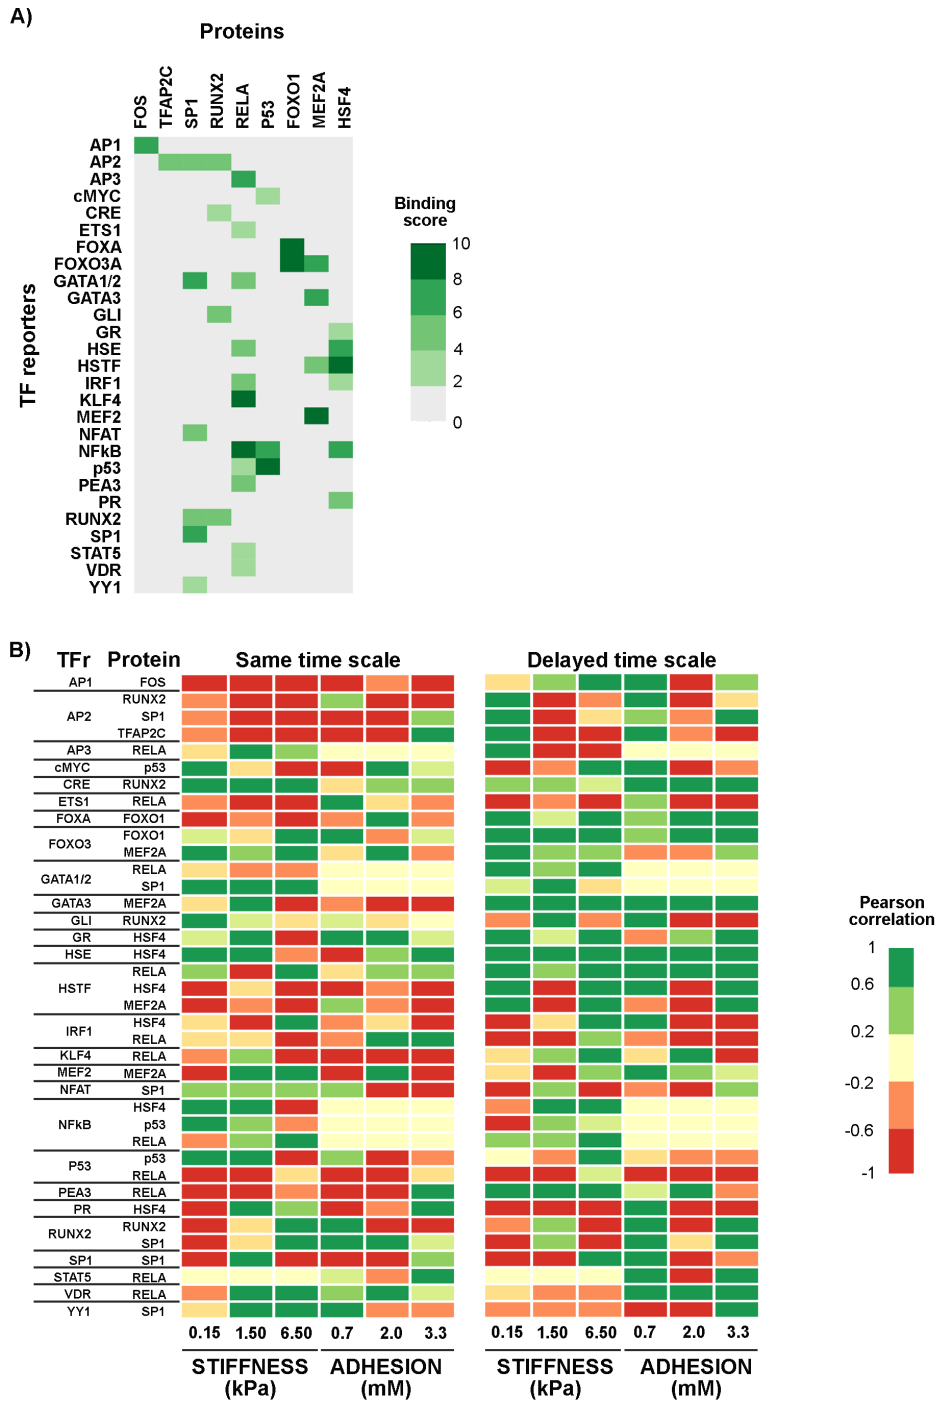 A)
Proteins
FOS
TFAP2C
SP1
RUNX2
RELA
P53
FOXO1
MEF2A
HSF4
TF reporters
AP1
AP2
AP3
cMYC
CRE
ETS1
FOXA
FOXO3A
GATA1/2
GATA3
GLI
GR
HSE
HSTF
IRF1
KLF4
MEF2
NFAT
NFkB
p53
PEA3
PR
RUNX2
SP1
STAT5
VDR
YY1
Binding
score
10
8
6
4
2
0
B)
TFr Protein Same time scale Delayed time scale
AP1 FOS
RUNX2
AP2 SP1
TFAP2C
AP3 RELA
cMYC p53
CRE RUNX2
ETS1 RELA
FOXA FOXO1
FOXO3 FOXO1
MEF2A
GATA1/2 RELA
SP1
GATA3 MEF2A
GLI RUNX2
GR HSF4
HSE HSF4
RELA
HSTF HSF4
MEF2A
IRF1 HSF4
RELA
KLF4 RELA
MEF2 MEF2A
NFAT SP1
HSF4
NFkB p53
RELA
P53 p53
RELA
PEA3 RELA
PR HSF4
RUNX2 RUNX2
SP1
SP1 SP1
STAT5 RELA
VDR RELA
YY1 SP1
0.15 1.50 6.50 0.7 2.0 3.3 0.15 1.50 6.50 0.7 2.0 3.3
STIFFNESS ADHESION STIFFNESS ADHESION
(kPa) (mM) (kPa) (mM)
Pearson
correlation
1
0.6
0.2
-0.2
-0.6
-1